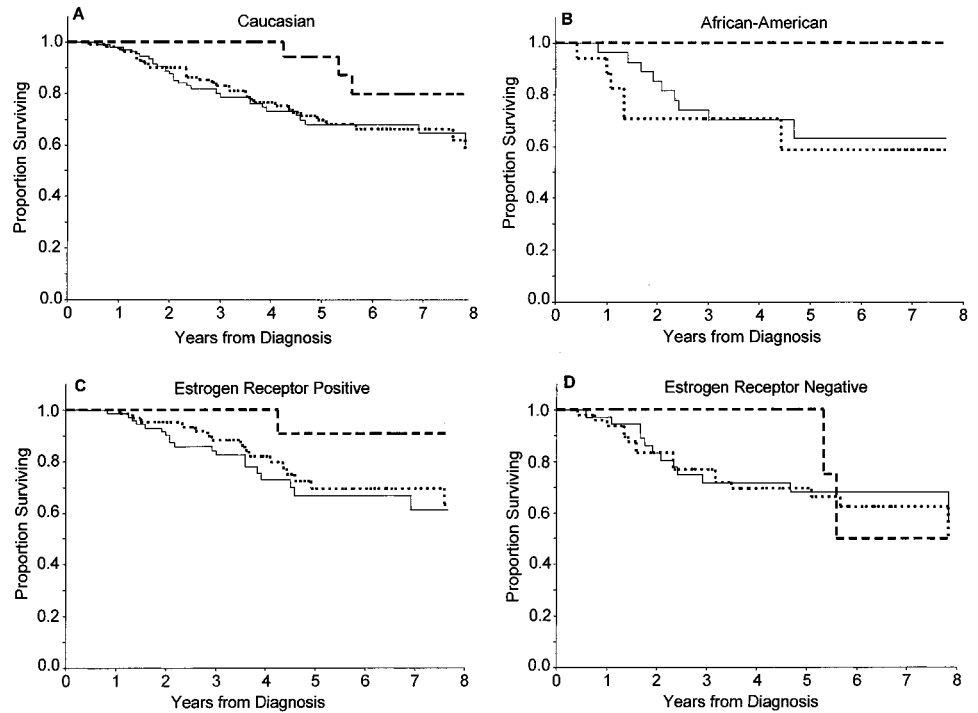 A
Caucasian
1.0
0.8
0.6
0.4
0.2
0.0
Proportion Surviving
0 1 2 3 4 5 6 7 8
Years from Diagnosis
B
African-American
1.0
0.8
0.6
0.4
0.2
0.0
Proportion Surviving
0 1 2 3 4 5 6 7 8
Years from Diagnosis
C
Estrogen Receptor Positive
1.0
0.8
0.6
0.4
0.2
0.0
Proportion Surviving
0 1 2 3 4 5 6 7 8
Years from Diagnosis
D
Estrogen Receptor Negative
1.0
0.8
0.6
0.4
0.2
0.0
Proportion Surviving
0 1 2 3 4 5 6 7 8
Years from Diagnosis